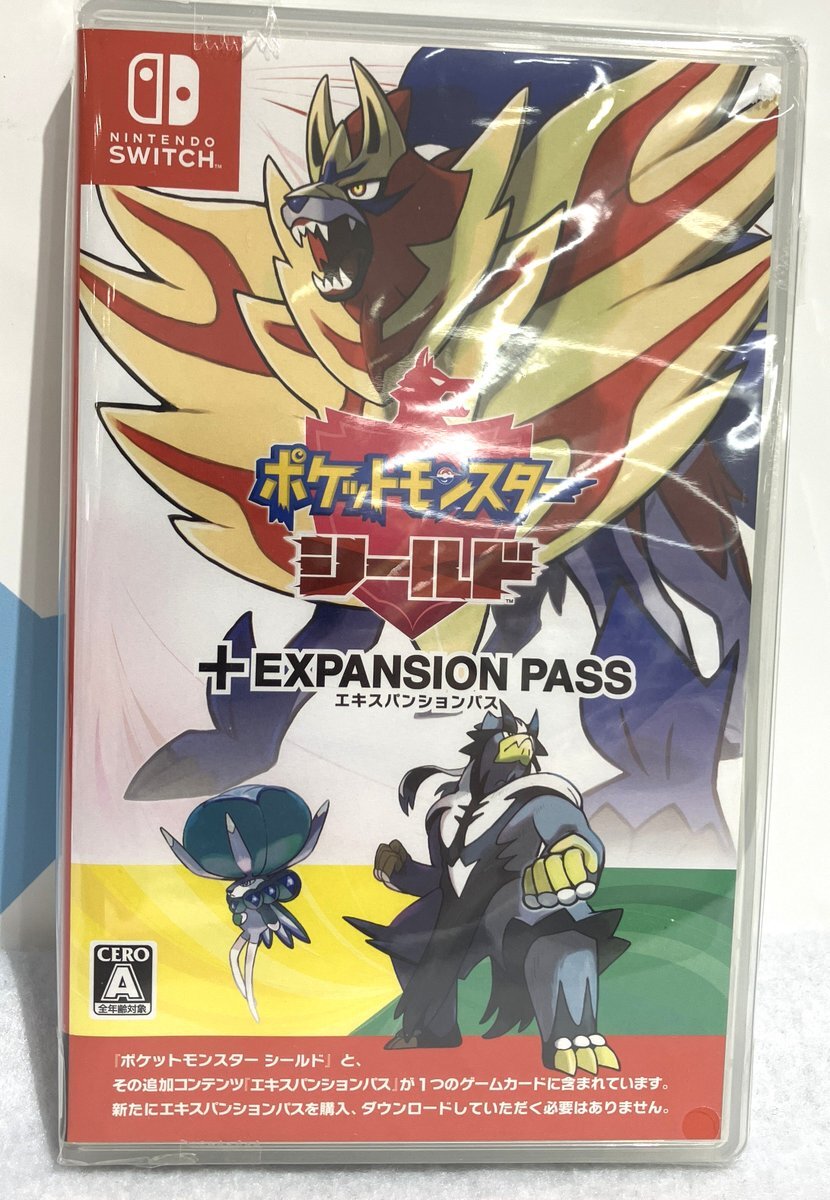 NINTENDO
SWITCH™
ポケットモンスター
シールド™
+EXPANSION PASS
エキスパンションパス
CERO
A
全年齢対象
『ポケットモンスター シールド』と、
その追加コンテンツ『エキスパンションパス』が1つのゲームカードに含まれています。
新たにエキスパンションパスを購入、ダウンロードしていただく必要はありません。